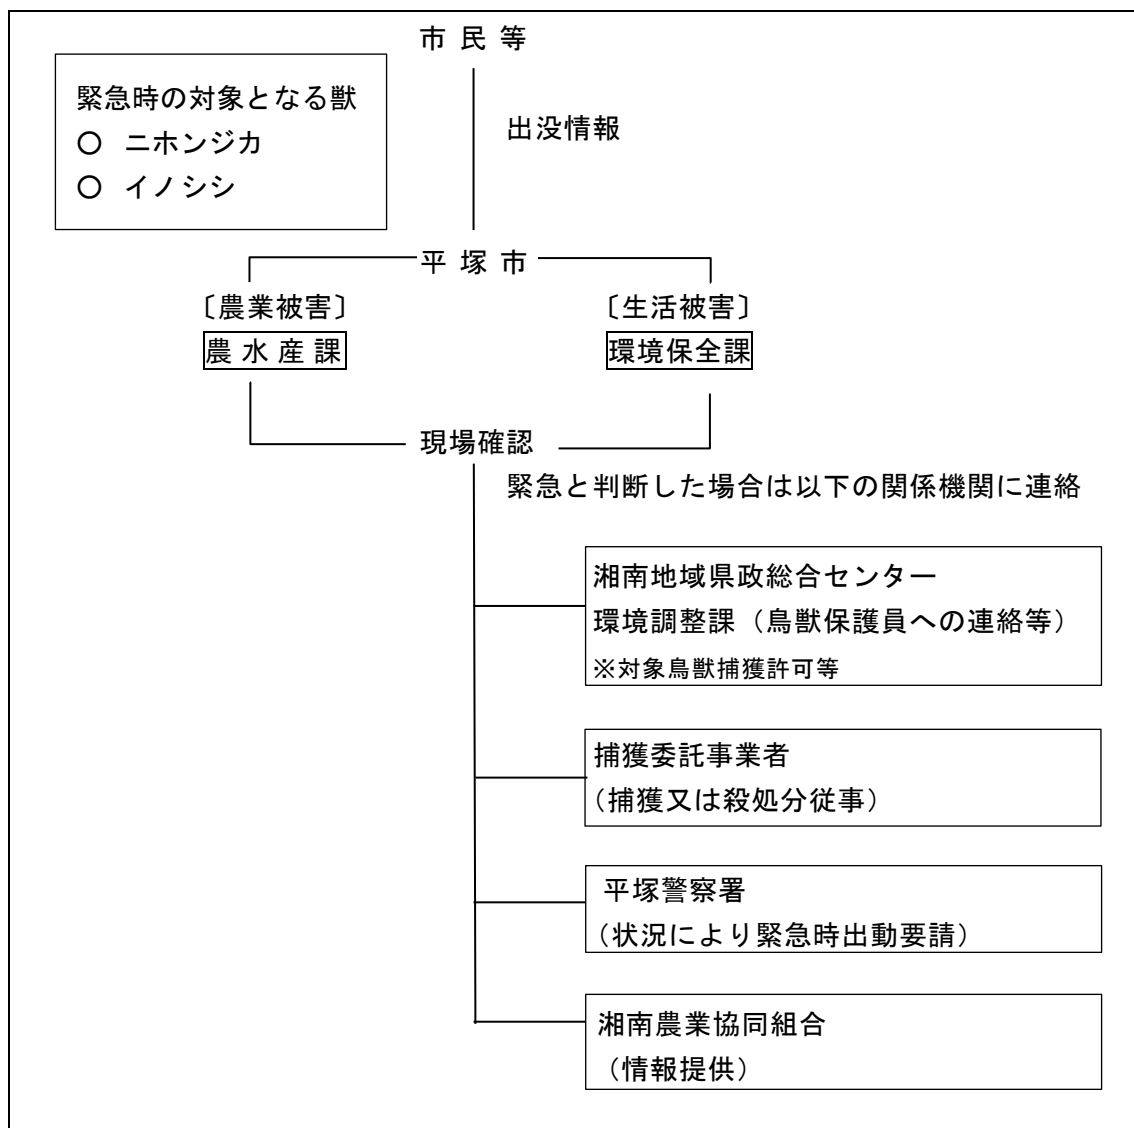 市民等
緊急時の対象となる獣
○ ニホンジカ
○ イノシシ
出没情報
平塚市
〔農業被害〕
農水産課
〔生活被害〕
環境保全課
現場確認
緊急と判断した場合は以下の関係機関に連絡
湘南地域県政総合センター
環境調整課（鳥獣保護員への連絡等）
※対象鳥獣捕獲許可等
捕獲委託事業者
（捕獲又は殺処分従事）
平塚警察署
（状況により緊急時出動要請）
湘南農業協同組合
（情報提供）